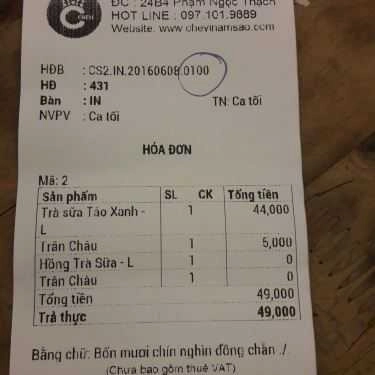 ĐC : 24B4 Phạm Ngọc Thạch
HOT LINE : 097.101.9889
Website: www.chevinamsao.com
HĐB : CS2.IN.20160608.0100
HĐ : 431
Bàn : IN TN: Ca tối
NVPV : Ca tối
HÓA ĐƠN
Mã: 2
Sản phẩm SL CK Tổng tiền
Trà sữa Táo Xanh - 1 44,000
L
Trân Châu 1 5,000
Hồng Trà Sữa - L 1 0
Trân Châu 1 0
Tổng tiền 49,000
Trả thực 49,000
Bằng chữ: Bốn mươi chín nghìn đồng chẵn ./.
(Chưa bao gồm thuế VAT)